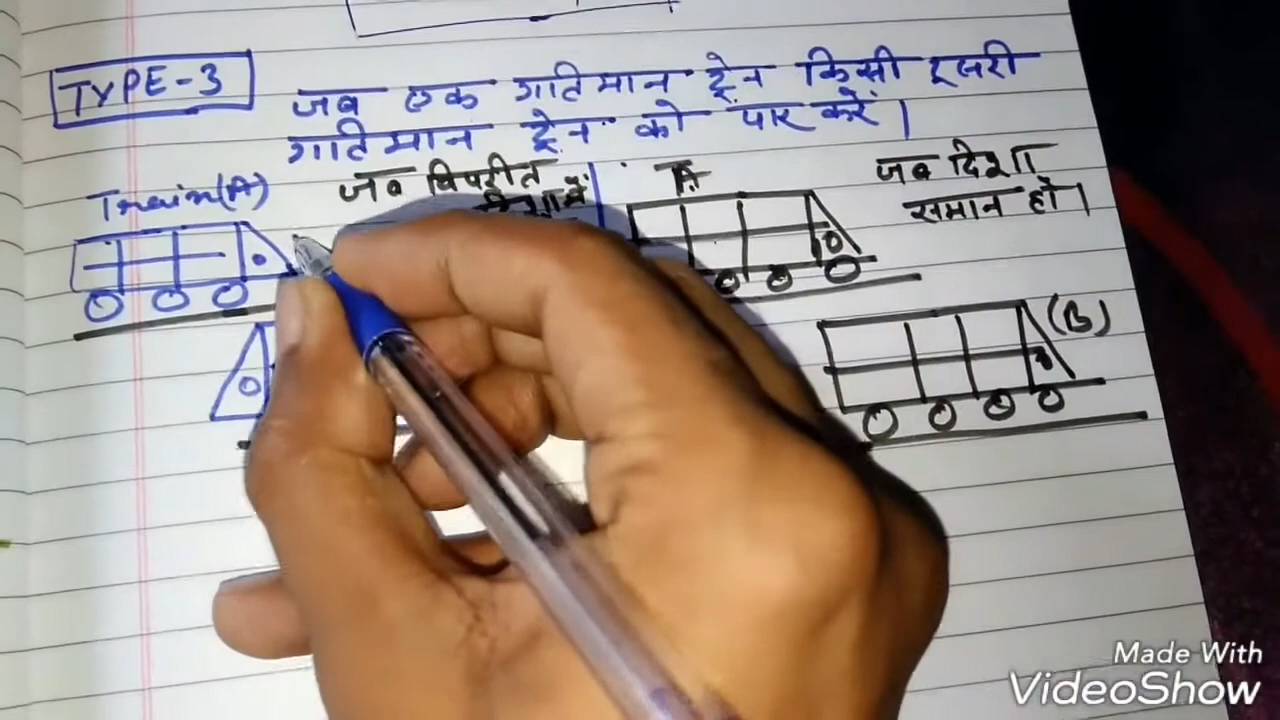 TYPE-3
जब एक गतिमान ट्रेन किसी दूसरी
गतिमान ट्रेन को पार करें।
Train(A)
जब विपरीत
दिशा में
A
जब दिशा
समान हो।
(B)
Made With
VideoShow